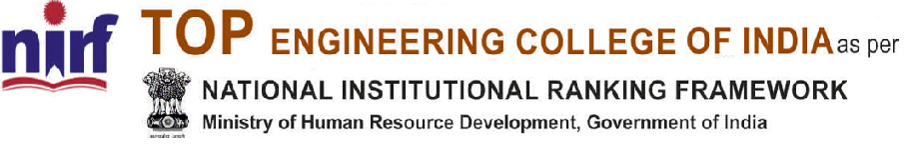 nirf
TOP ENGINEERING COLLEGE OF INDIA as per
NATIONAL INSTITUTIONAL RANKING FRAMEWORK
Ministry of Human Resource Development, Government of India